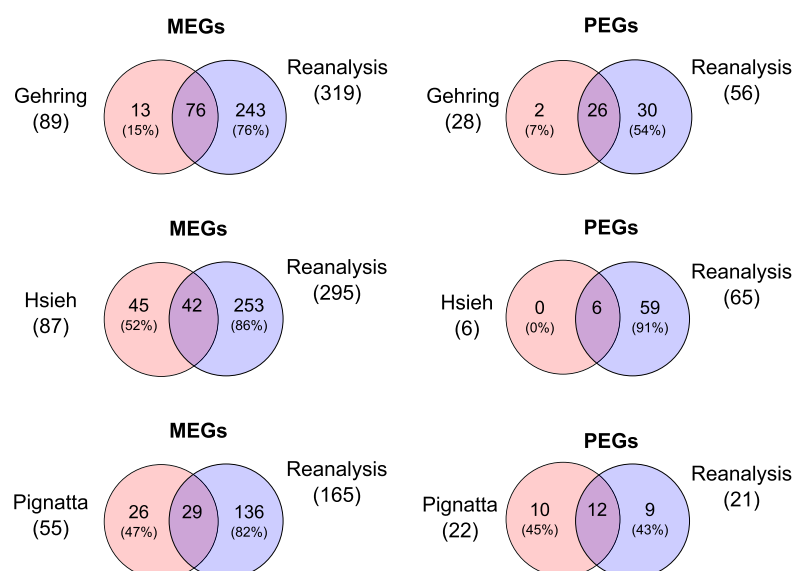 MEGs
Gehring
(89)
13
(15%)
76
243
(76%)
Reanalysis
(319)
PEGs
Gehring
(28)
2
(7%)
26
30
(54%)
Reanalysis
(56)
MEGs
Hsieh
(87)
45
(52%)
42
253
(86%)
Reanalysis
(295)
PEGs
Hsieh
(6)
0
(0%)
6
59
(91%)
Reanalysis
(65)
MEGs
Pignatta
(55)
26
(47%)
29
136
(82%)
Reanalysis
(165)
PEGs
Pignatta
(22)
10
(45%)
12
9
(43%)
Reanalysis
(21)